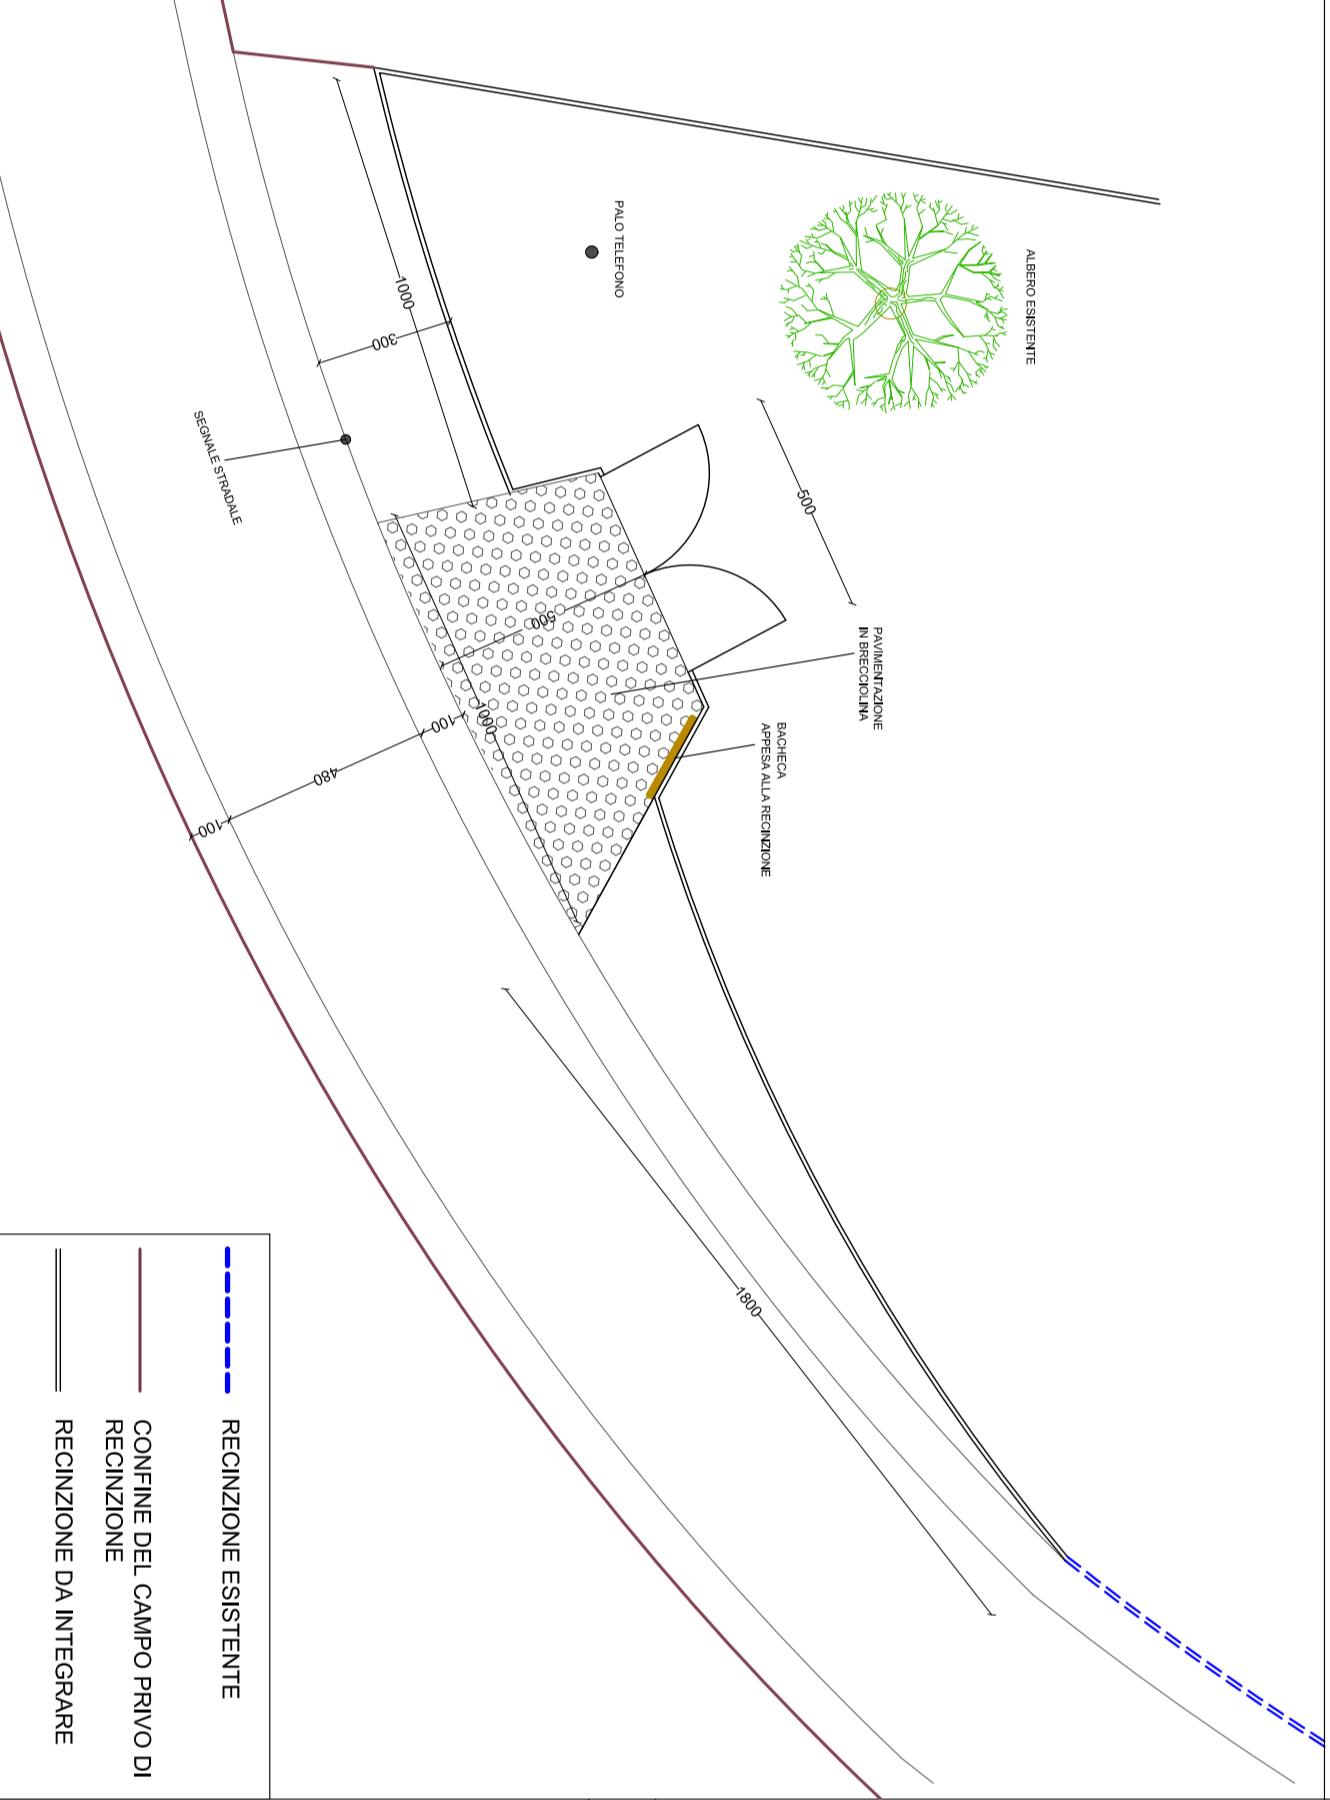 ALBERO ESISTENTE
PALO TELEFONO
500
PAVIMENTAZIONE
IN BRECCIOLINA
BACHECA
APPESA ALLA RECINZIONE
1000
300
SEGNALE STRADALE
500
1000
100
480
100
1800
RECINZIONE ESISTENTE
CONFINE DEL CAMPO PRIVO DI
RECINZIONE
RECINZIONE DA INTEGRARE